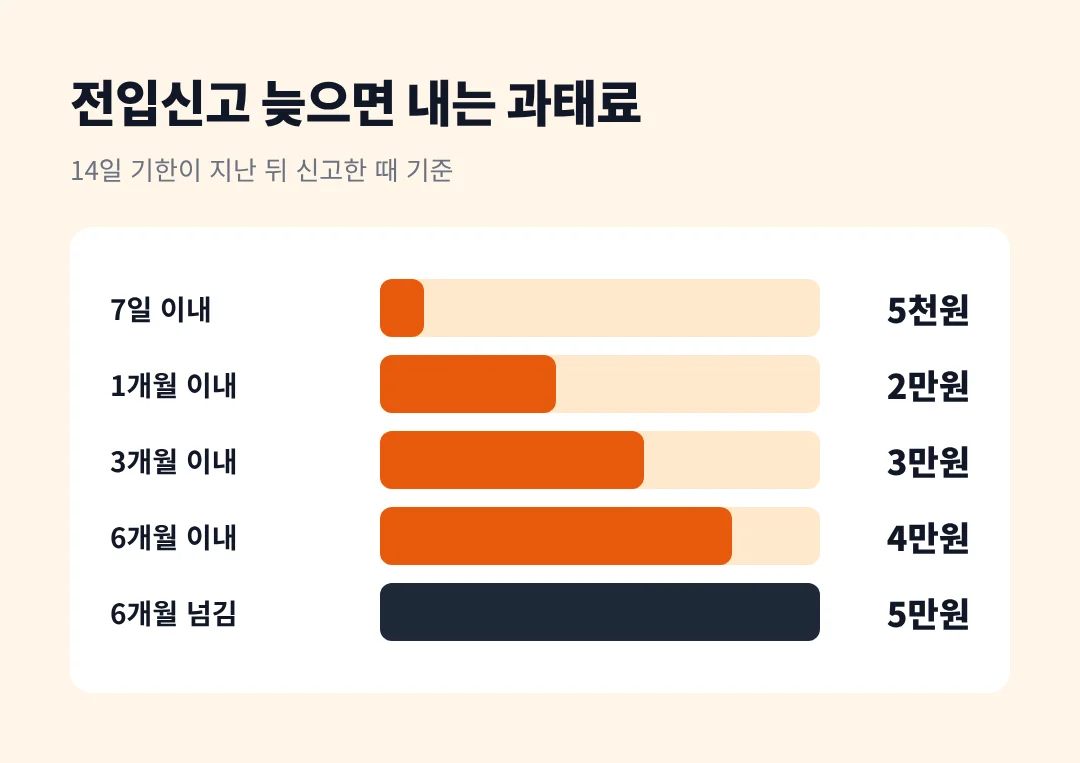 전입신고 늦으면 내는 과태료
14일 기한이 지난 뒤 신고한 때 기준
7일 이내 5천원
1개월 이내 2만원
3개월 이내 3만원
6개월 이내 4만원
6개월 넘김 5만원